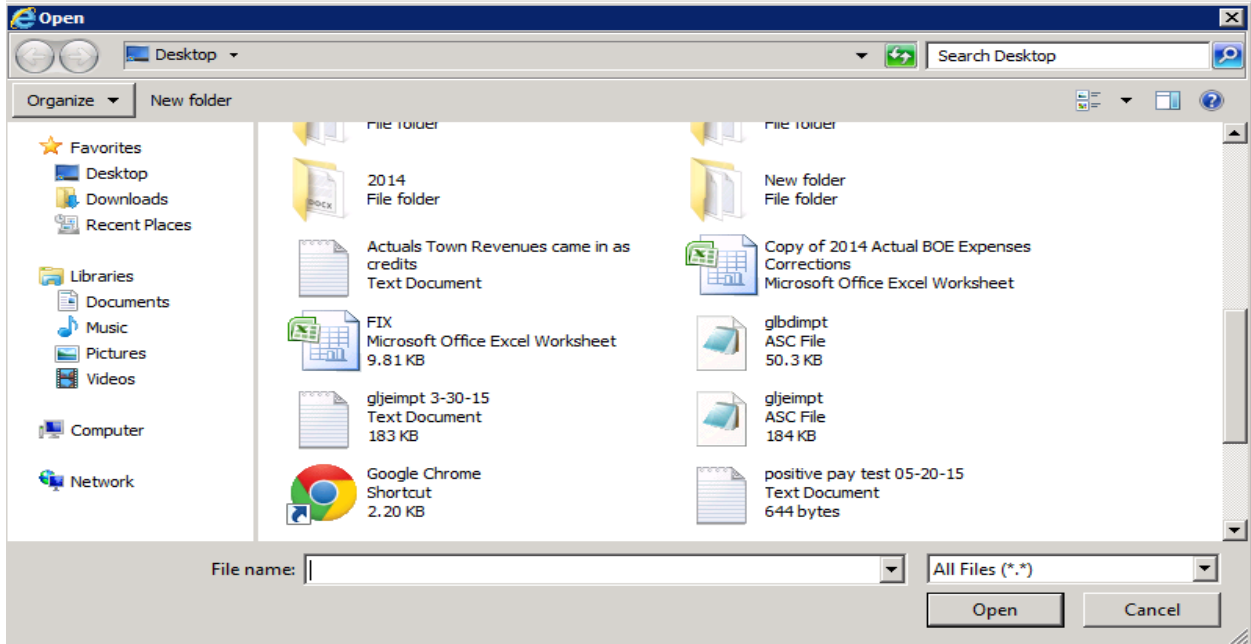 Open
Desktop
Search Desktop
Organize
New folder
Favorites
Desktop
Downloads
Recent Places
Libraries
Documents
Music
Pictures
Videos
Computer
Network
File folder
File folder
2014
File folder
New folder
File folder
Actuals Town Revenues came in as
credits
Text Document
Copy of 2014 Actual BOE Expenses
Corrections
Microsoft Office Excel Worksheet
FIX
Microsoft Office Excel Worksheet
9.81 KB
glbdimpt
ASC File
50.3 KB
gljeimpt 3-30-15
Text Document
183 KB
gljeimpt
ASC File
184 KB
Google Chrome
Shortcut
2.20 KB
positive pay test 05-20-15
Text Document
644 bytes
File name:
All Files (*.*)
Open
Cancel